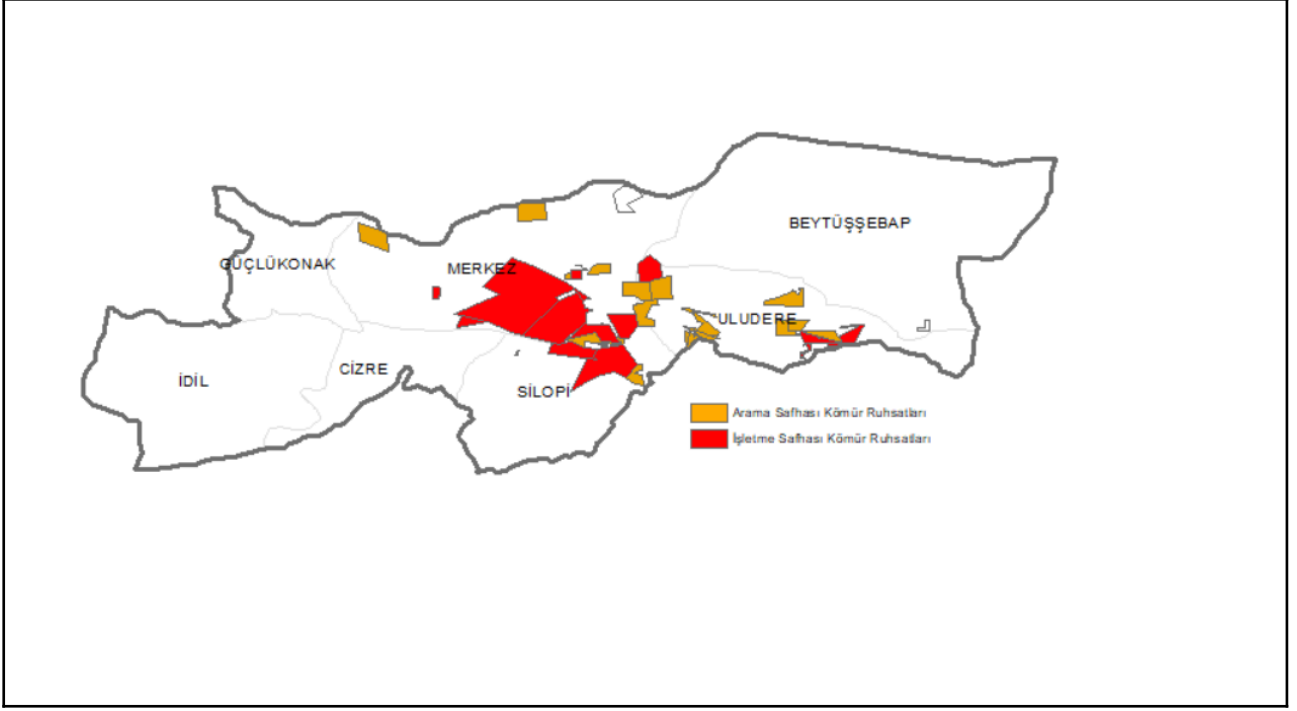 BEYTÜŞŞEBAP
GÜÇLÜKONAK
MERKEZ
ULUDERE
CİZRE
İDİL
SİLOPİ
Arama Safhası Kömür Ruhsatları
İşletme Safhası Kömür Ruhsatları